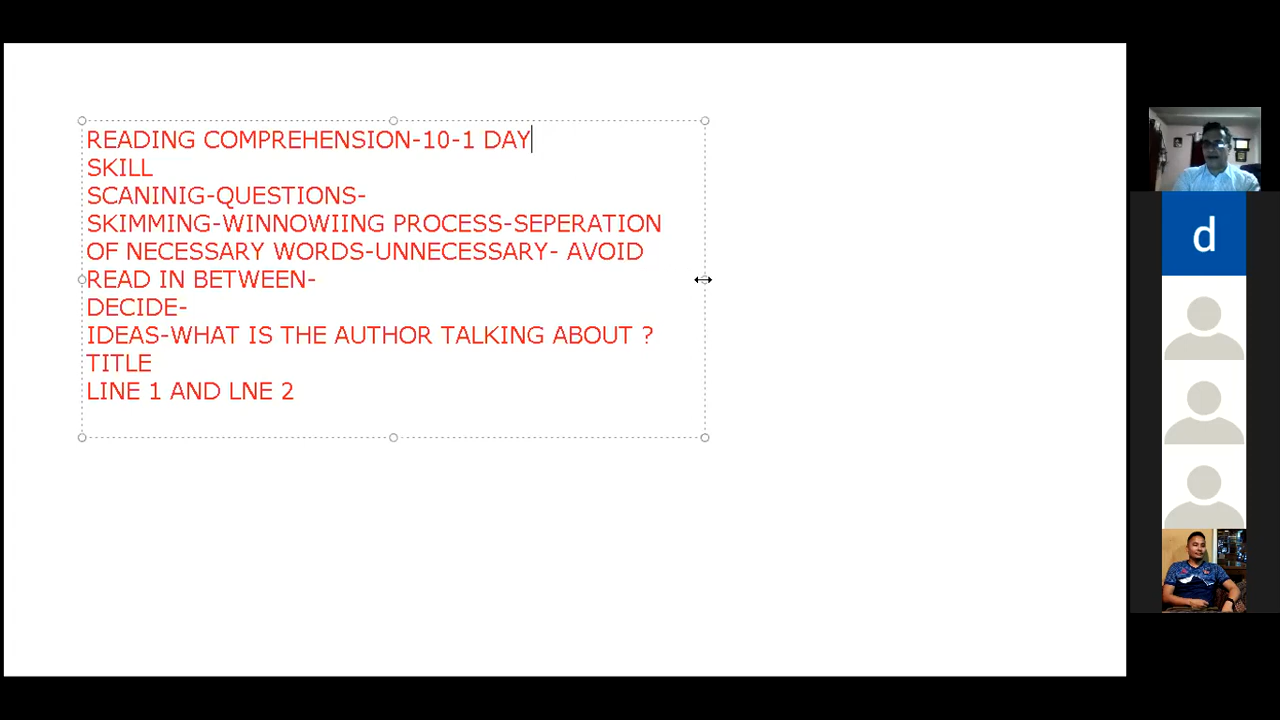 READING COMPREHENSION-10-1 DAY
SKILL
SCANINIG-QUESTIONS-
SKIMMING-WINNOWIING PROCESS-SEPERATION
OF NECESSARY WORDS-UNNECESSARY- AVOID
READ IN BETWEEN-
DECIDE-
IDEAS-WHAT IS THE AUTHOR TALKING ABOUT ?
TITLE
LINE 1 AND LNE 2
d